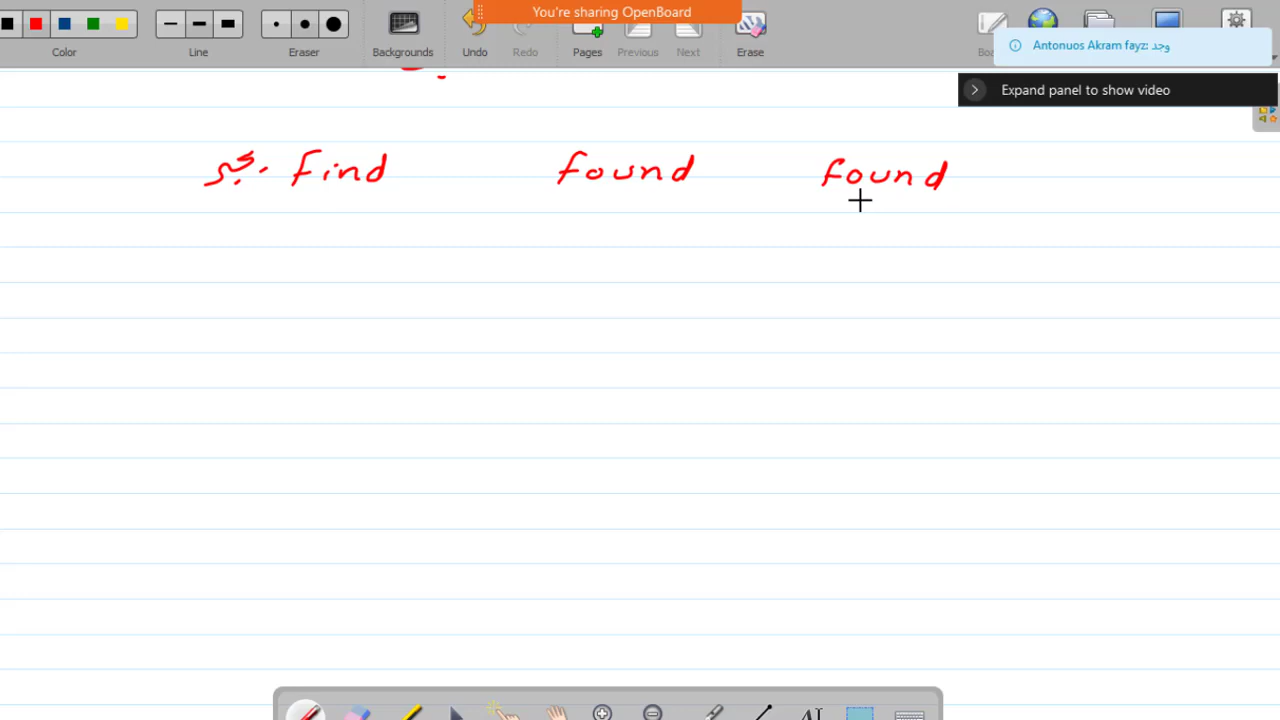 You're sharing OpenBoard
Color Line Eraser Backgrounds Undo Redo Pages Previous Next Erase
Antonuos Akram fayz: وجد
Expand panel to show video
يجد Find found found